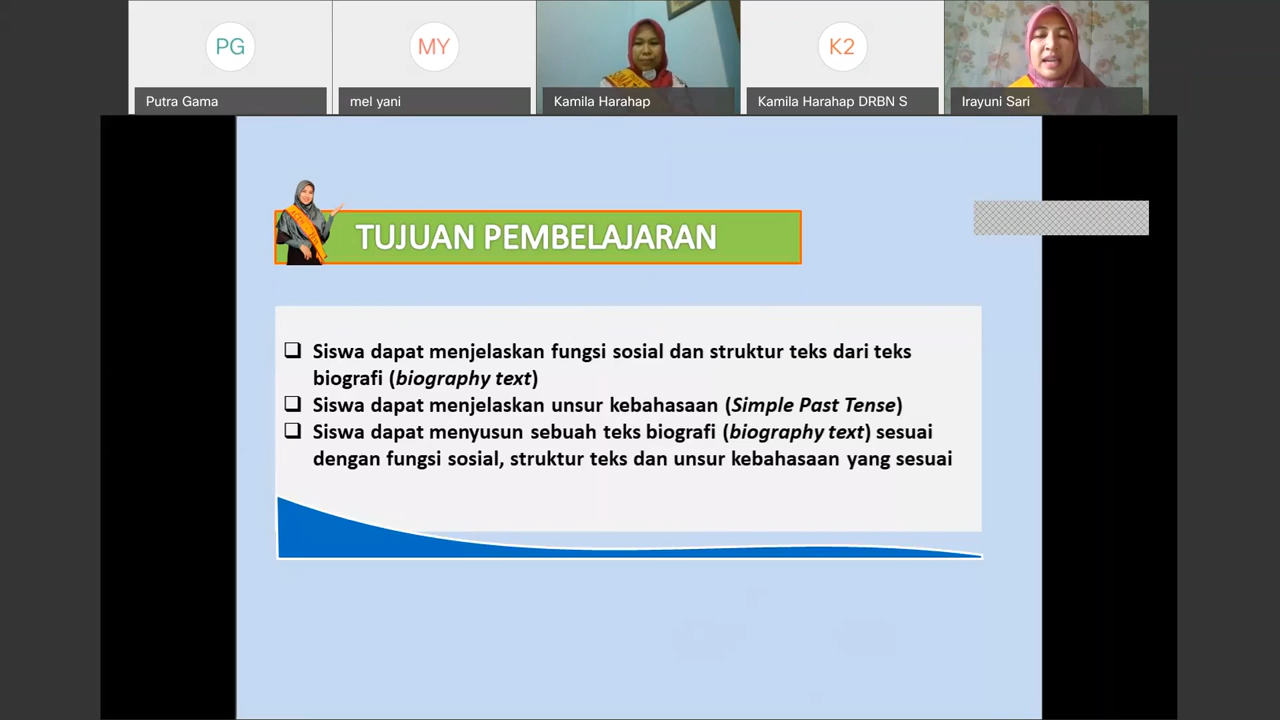 PG
MY
K2
Putra Gama
mel yani
Kamila Harahap
Kamila Harahap DRBN S
Irayuni Sari
TUJUAN PEMBELAJARAN
❑ Siswa dapat menjelaskan fungsi sosial dan struktur teks dari teks
biografi (biography text)
❑ Siswa dapat menjelaskan unsur kebahasaan (Simple Past Tense)
❑ Siswa dapat menyusun sebuah teks biografi (biography text) sesuai
dengan fungsi sosial, struktur teks dan unsur kebahasaan yang sesuai